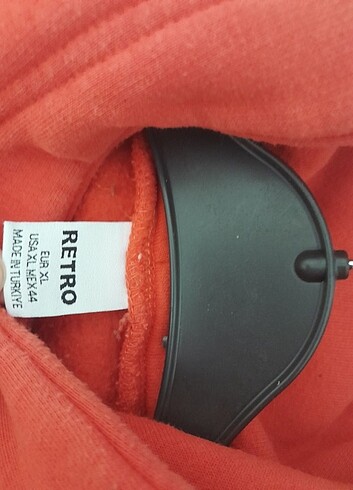 RETRO
EUR XL
USA XL MEX 44
MADE IN TURKIYE